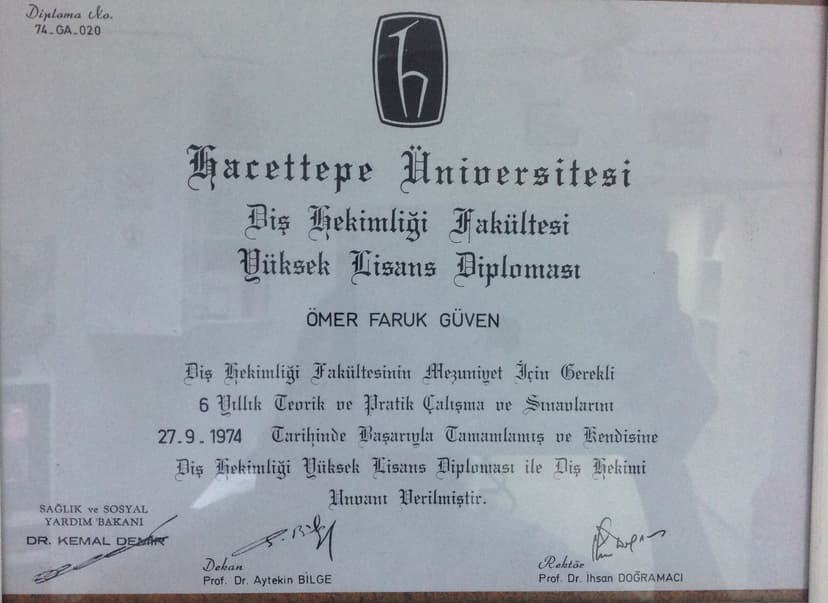 Diploma No.
74-GA-020
h
Hacettepe Üniversitesi
Diş Hekimliği Fakültesi
Yüksek Lisans Diploması
ÖMER FARUK GÜVEN
Diş Hekimliği Fakültesinin Mezuniyet İçin Gerekli
6 Yıllık Teorik ve Pratik Çalışma ve Sınavlarını
27-9-1974 Tarihinde Başarıyla Tamamlamış ve Kendisine
Diş Hekimliği Yüksek Lisans Diploması ile Diş Hekimi
Unvanı Verilmiştir.
SAĞLIK ve SOSYAL
YARDIM BAKANI
DR. KEMAL DEMİR
Dekan
Prof. Dr. Aytekin BİLGE
Rektör
Prof. Dr. İhsan DOĞRAMACI